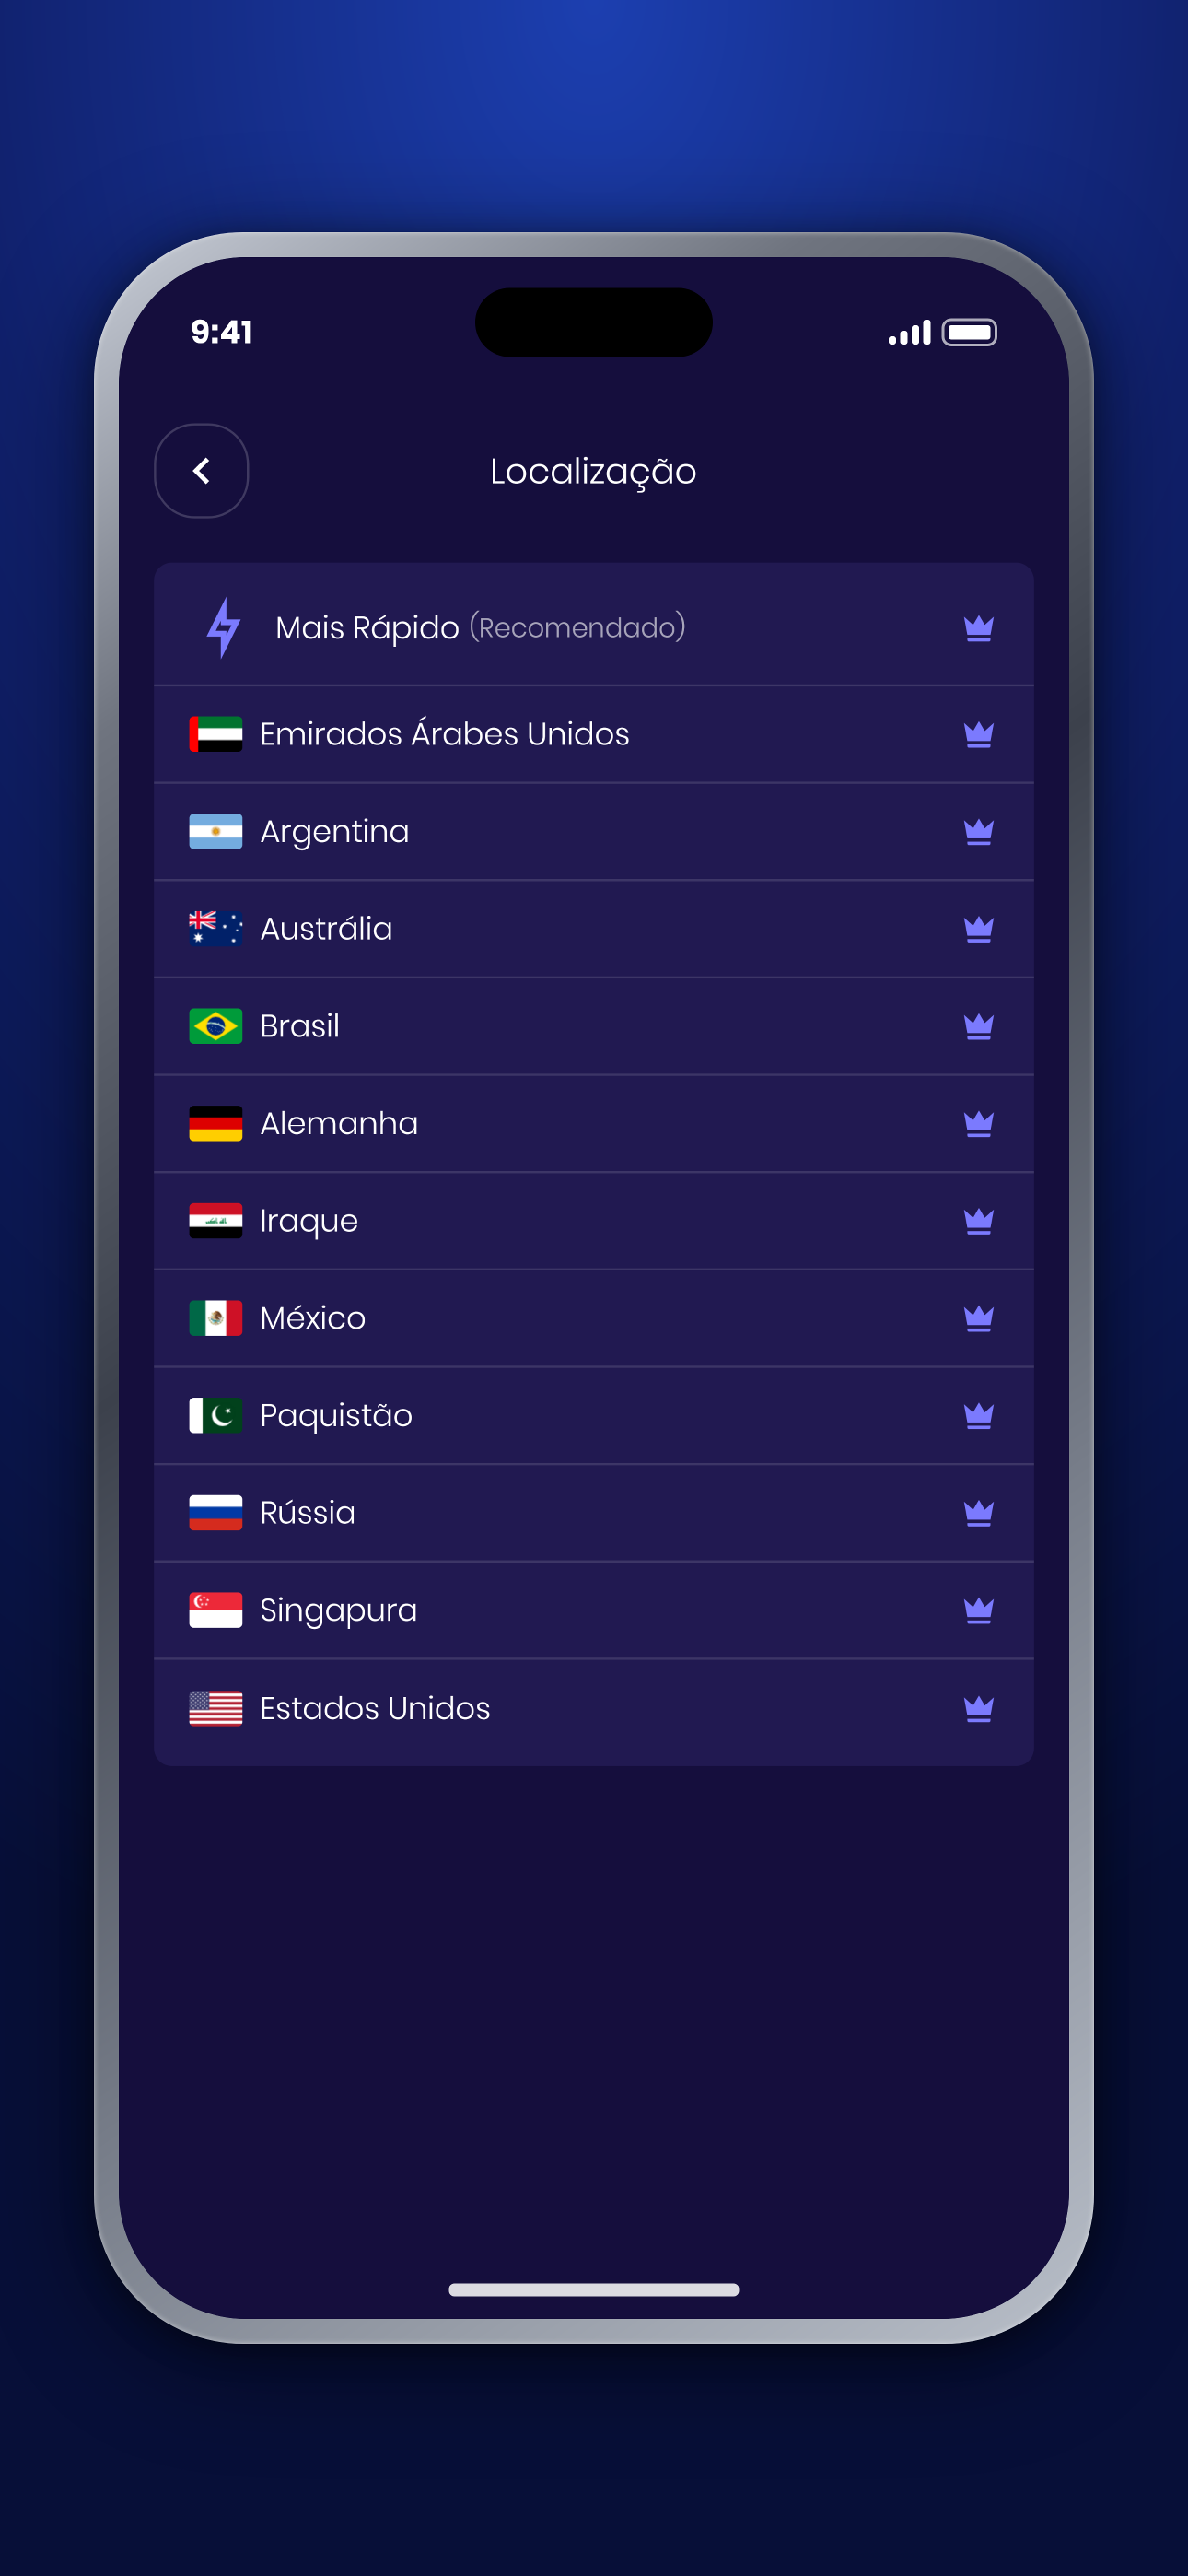 9:41
Localização
Mais Rápido (Recomendado)
Emirados Árabes Unidos
Argentina
Austrália
Brasil
Alemanha
Iraque
México
Paquistão
Rússia
Singapura
Estados Unidos